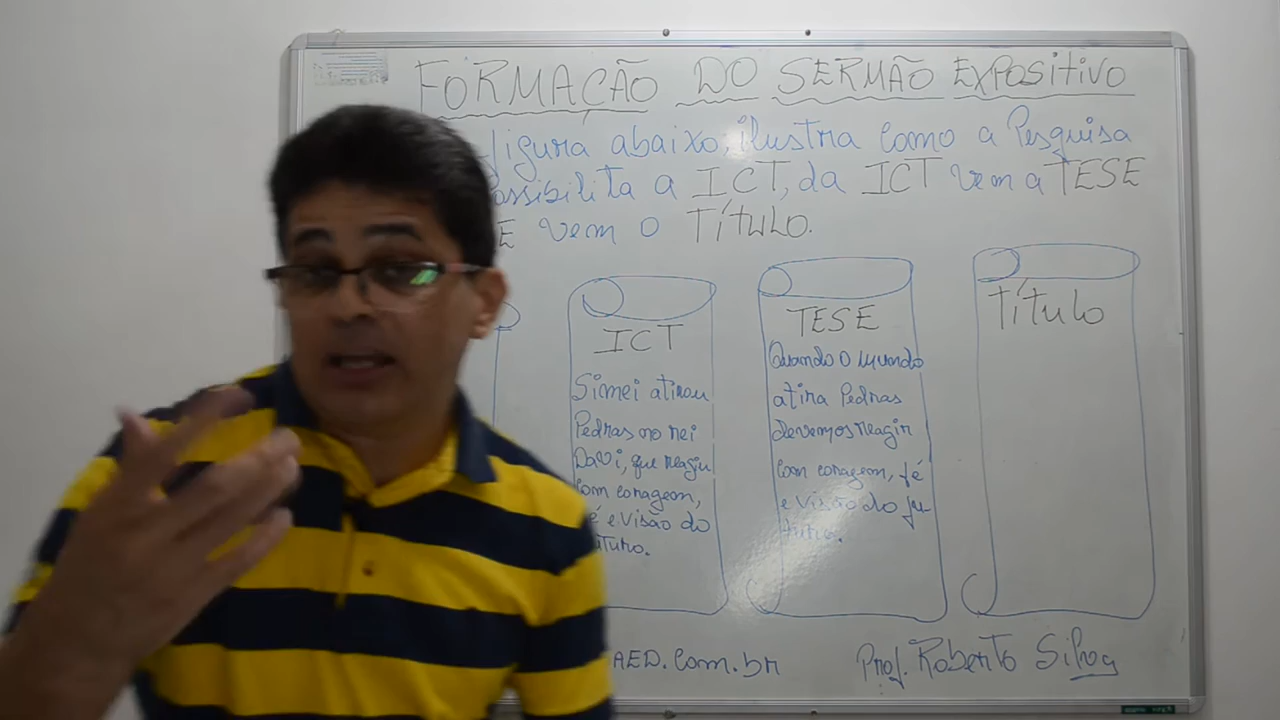 FORMAÇÃO DO SERMÃO EXPOSITIVO
figura abaixo, ilustra como a Pesquisa
possibilita a ICT, da ICT vem a TESE
E vem o TÍTULO.
ICT
Simei atirou
Pedras no rei
Davi, que reagiu
com coragem,
fé e visão do
futuro.
TESE
Quando o mundo
atira Pedras
devemos reagir
com coragem, fé
e visão do fu
turo.
Título
AED.com.br
Prof. Roberto Silva